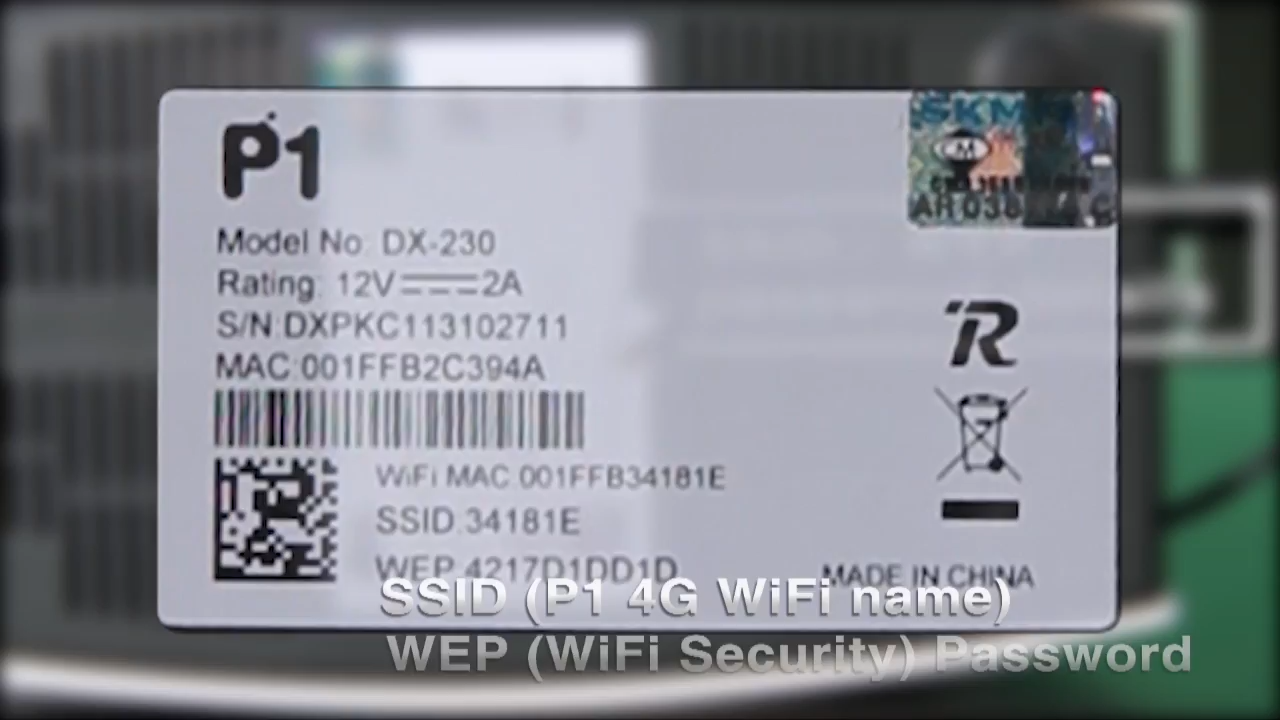 P1
SKMM
Model No: DX-230
Rating: 12V 2A
S/N:DXPKC113102711
MAC:001FFB2C394A
WiFi MAC:001FFB34181E
SSID:34181E
WEP:4217D1DD1D
MADE IN CHINA
SSID (P1 4G WiFi name)
WEP (WiFi Security) Password